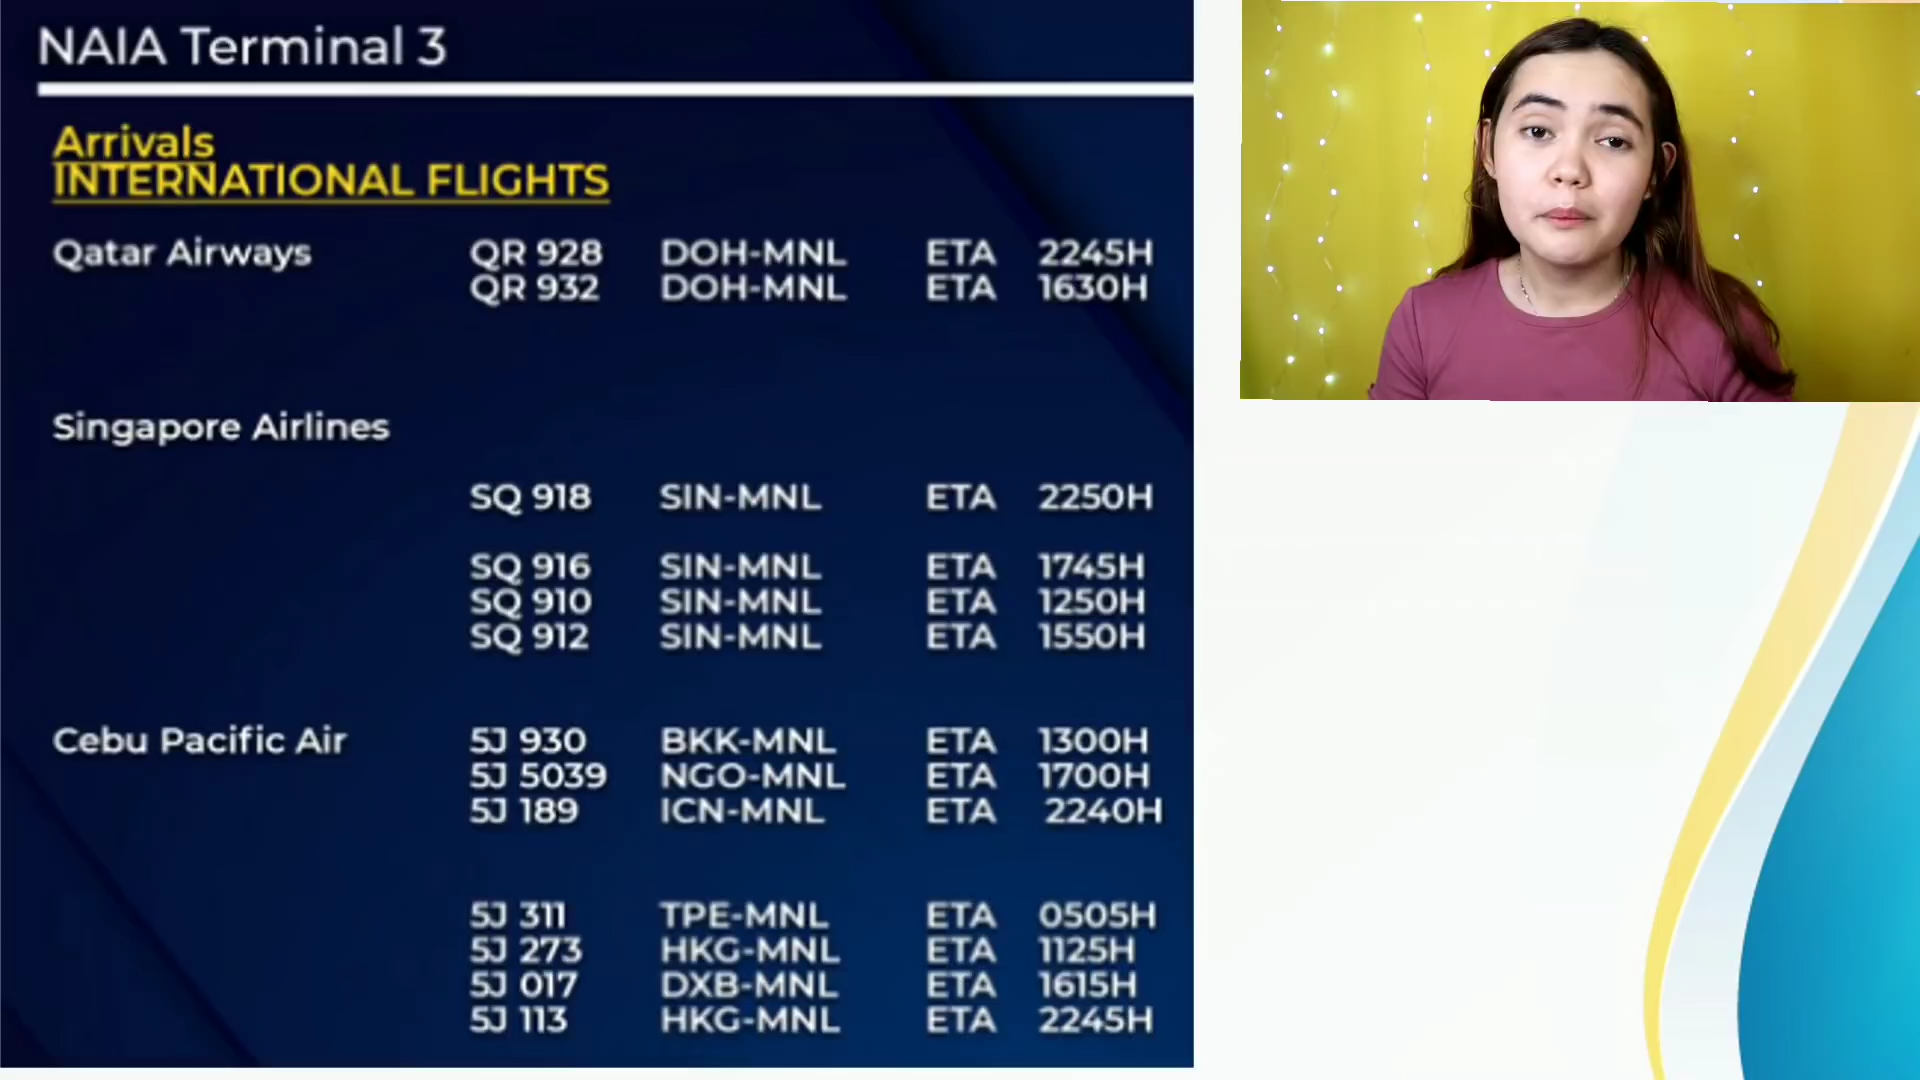 NAIA Terminal 3
Arrivals
INTERNATIONAL FLIGHTS
Qatar Airways QR 928 DOH-MNL ETA 2245H
QR 932 DOH-MNL ETA 1630H
Singapore Airlines
SQ 918 SIN-MNL ETA 2250H
SQ 916 SIN-MNL ETA 1745H
SQ 910 SIN-MNL ETA 1250H
SQ 912 SIN-MNL ETA 1550H
Cebu Pacific Air 5J 930 BKK-MNL ETA 1300H
5J 5039 NGO-MNL ETA 1700H
5J 189 ICN-MNL ETA 2240H
5J 311 TPE-MNL ETA 0505H
5J 273 HKG-MNL ETA 1125H
5J 017 DXB-MNL ETA 1615H
5J 113 HKG-MNL ETA 2245H